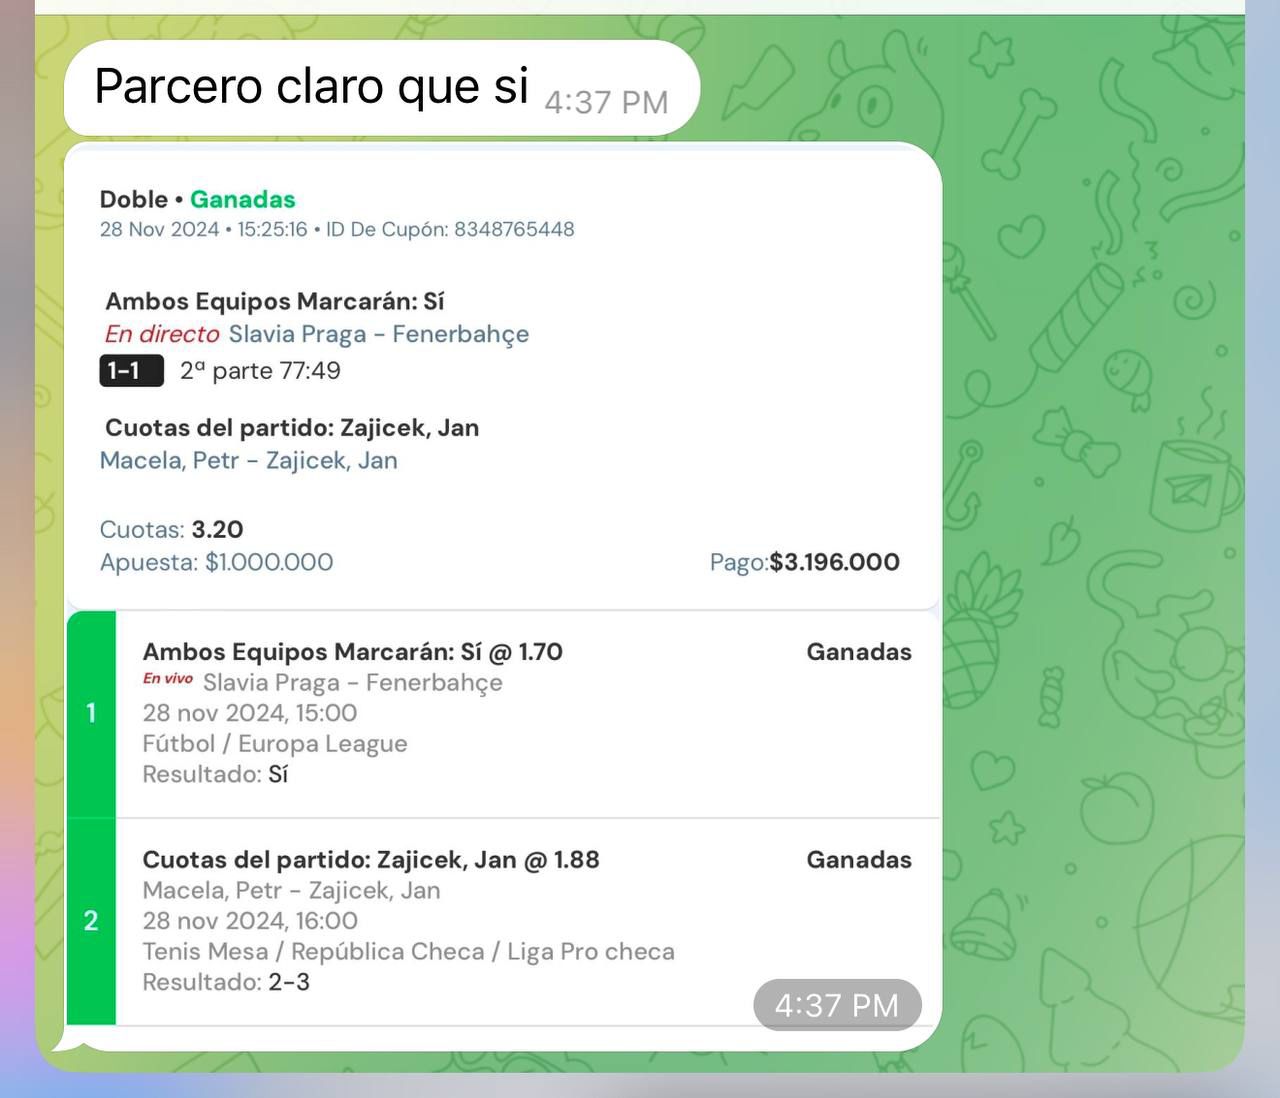 Parcero claro que si 4:37 PM
Doble • Ganadas
28 Nov 2024 • 15:25:16 • ID De Cupón: 8348765448
Ambos Equipos Marcarán: Sí
En directo Slavia Praga - Fenerbahçe
1-1 2ª parte 77:49
Cuotas del partido: Zajicek, Jan
Macela, Petr - Zajicek, Jan
Cuotas: 3.20
Apuesta: $1.000.000 Pago:$3.196.000
Ambos Equipos Marcarán: Sí @ 1.70 Ganadas
En vivo Slavia Praga - Fenerbahçe
1 28 nov 2024, 15:00
Fútbol / Europa League
Resultado: Sí
Cuotas del partido: Zajicek, Jan @ 1.88 Ganadas
Macela, Petr - Zajicek, Jan
2 28 nov 2024, 16:00
Tenis Mesa / República Checa / Liga Pro checa
Resultado: 2-3
4:37 PM